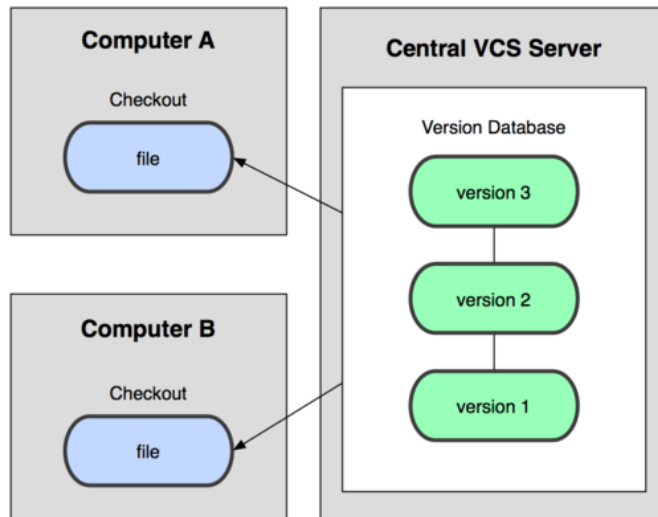 Computer A
Checkout
file
Computer B
Checkout
file
Central VCS Server
Version Database
version 3
version 2
version 1